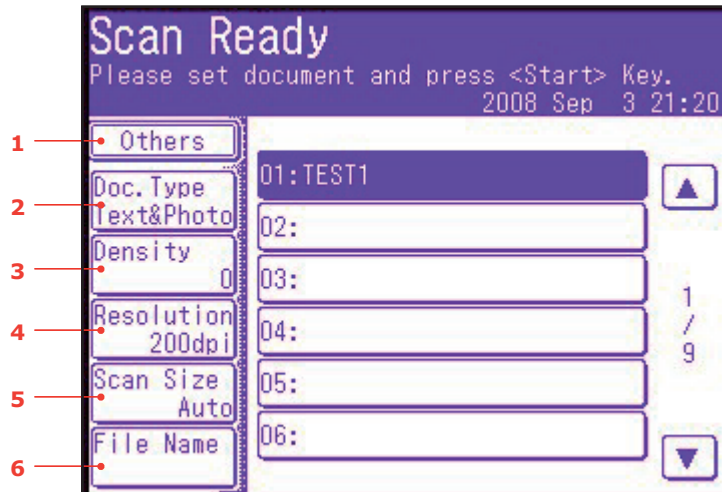 Scan Ready
Please set document and press <Start> Key.
2008 Sep 3 21:20
1
Others
2
Doc.Type
Text&Photo
3
Density
0
4
Resolution
200dpi
5
Scan Size
Auto
6
File Name
01:TEST1
02:
03:
04:
05:
06:
1
/
9